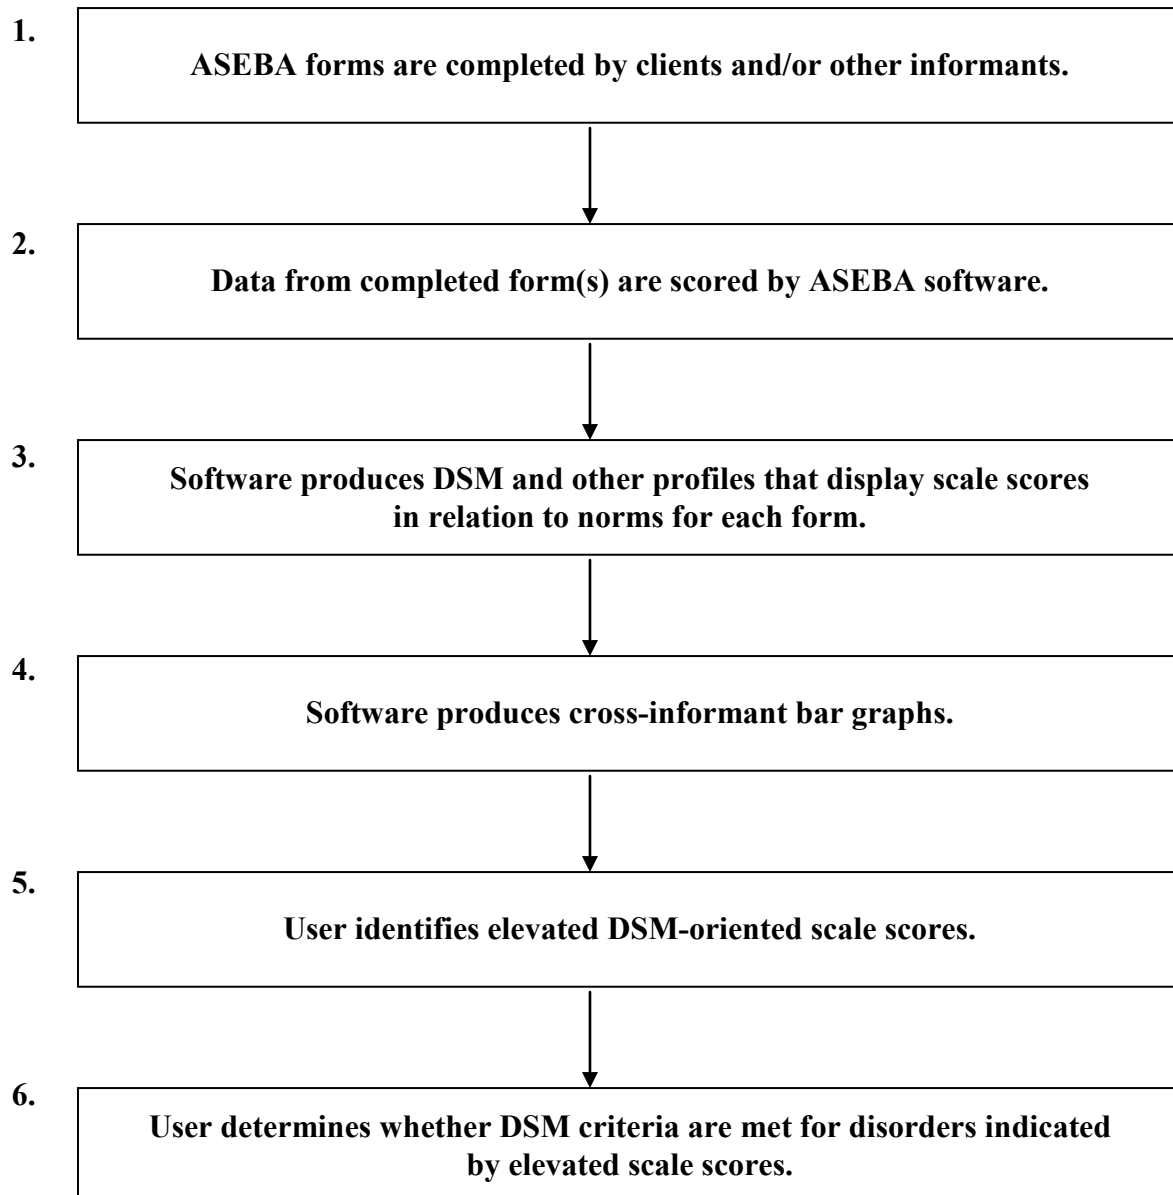 1.
ASEBA forms are completed by clients and/or other informants.
2.
Data from completed form(s) are scored by ASEBA software.
3.
Software produces DSM and other profiles that display scale scores
in relation to norms for each form.
4.
Software produces cross-informant bar graphs.
5.
User identifies elevated DSM-oriented scale scores.
6.
User determines whether DSM criteria are met for disorders indicated
by elevated scale scores.